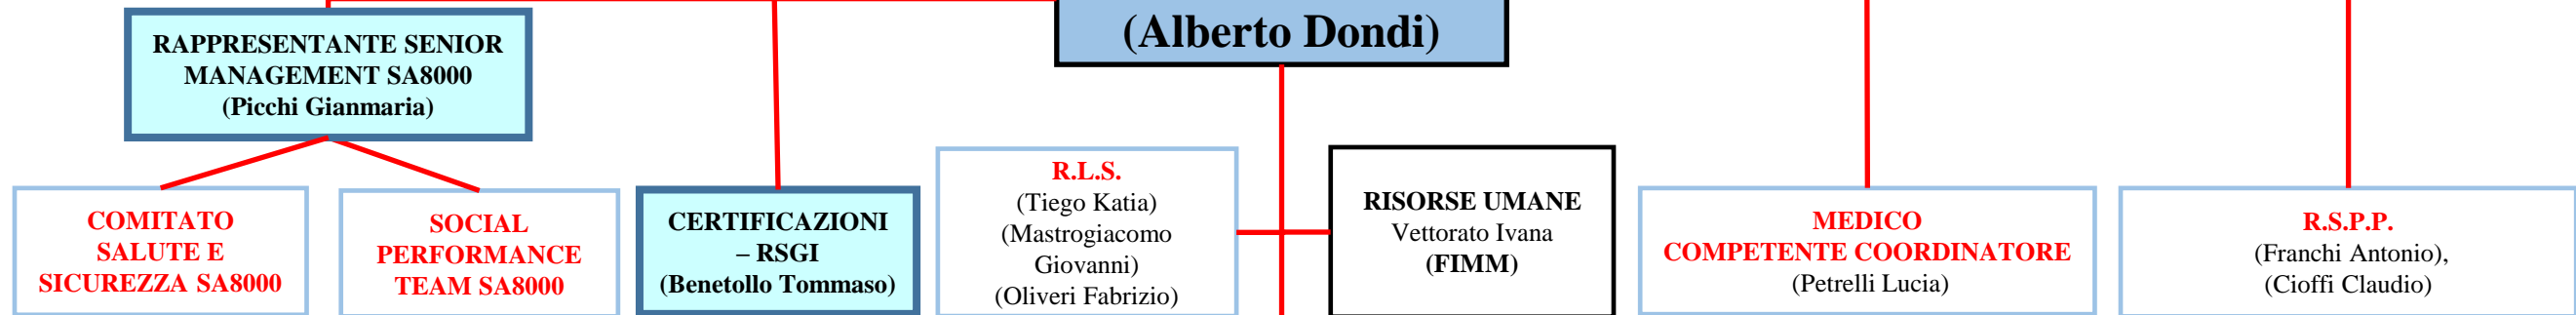 RAPPRESENTANTE SENIOR
MANAGEMENT SA8000
(Picchi Gianmaria)
(Alberto Dondi)
COMITATO
SALUTE E
SICUREZZA SA8000
SOCIAL
PERFORMANCE
TEAM SA8000
CERTIFICAZIONI
– RSGI
(Benetollo Tommaso)
R.L.S.
(Tiego Katia)
(Mastrogiacomo
Giovanni)
(Oliveri Fabrizio)
RISORSE UMANE
Vettorato Ivana
(FIMM)
MEDICO
COMPETENTE COORDINATORE
(Petrelli Lucia)
R.S.P.P.
(Franchi Antonio),
(Cioffi Claudio)